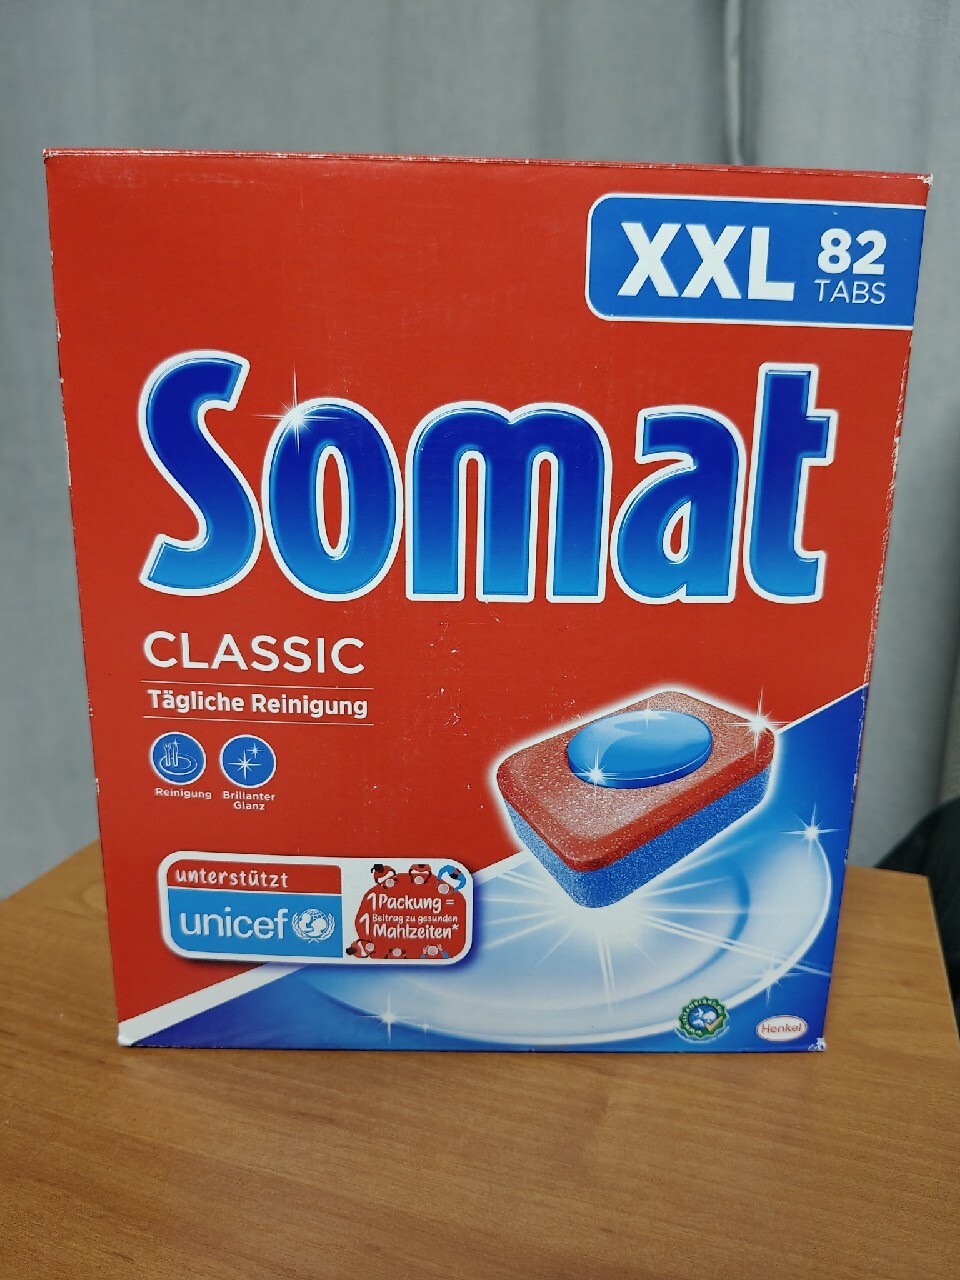 XXL 82
TABS
Somat
CLASSIC
Tägliche Reinigung
Reinigung
Brillanter
Glanz
unterstützt
unicef
1 Packung =
1 Beitrag zu gesunden
Mahlzeiten*
Henkel